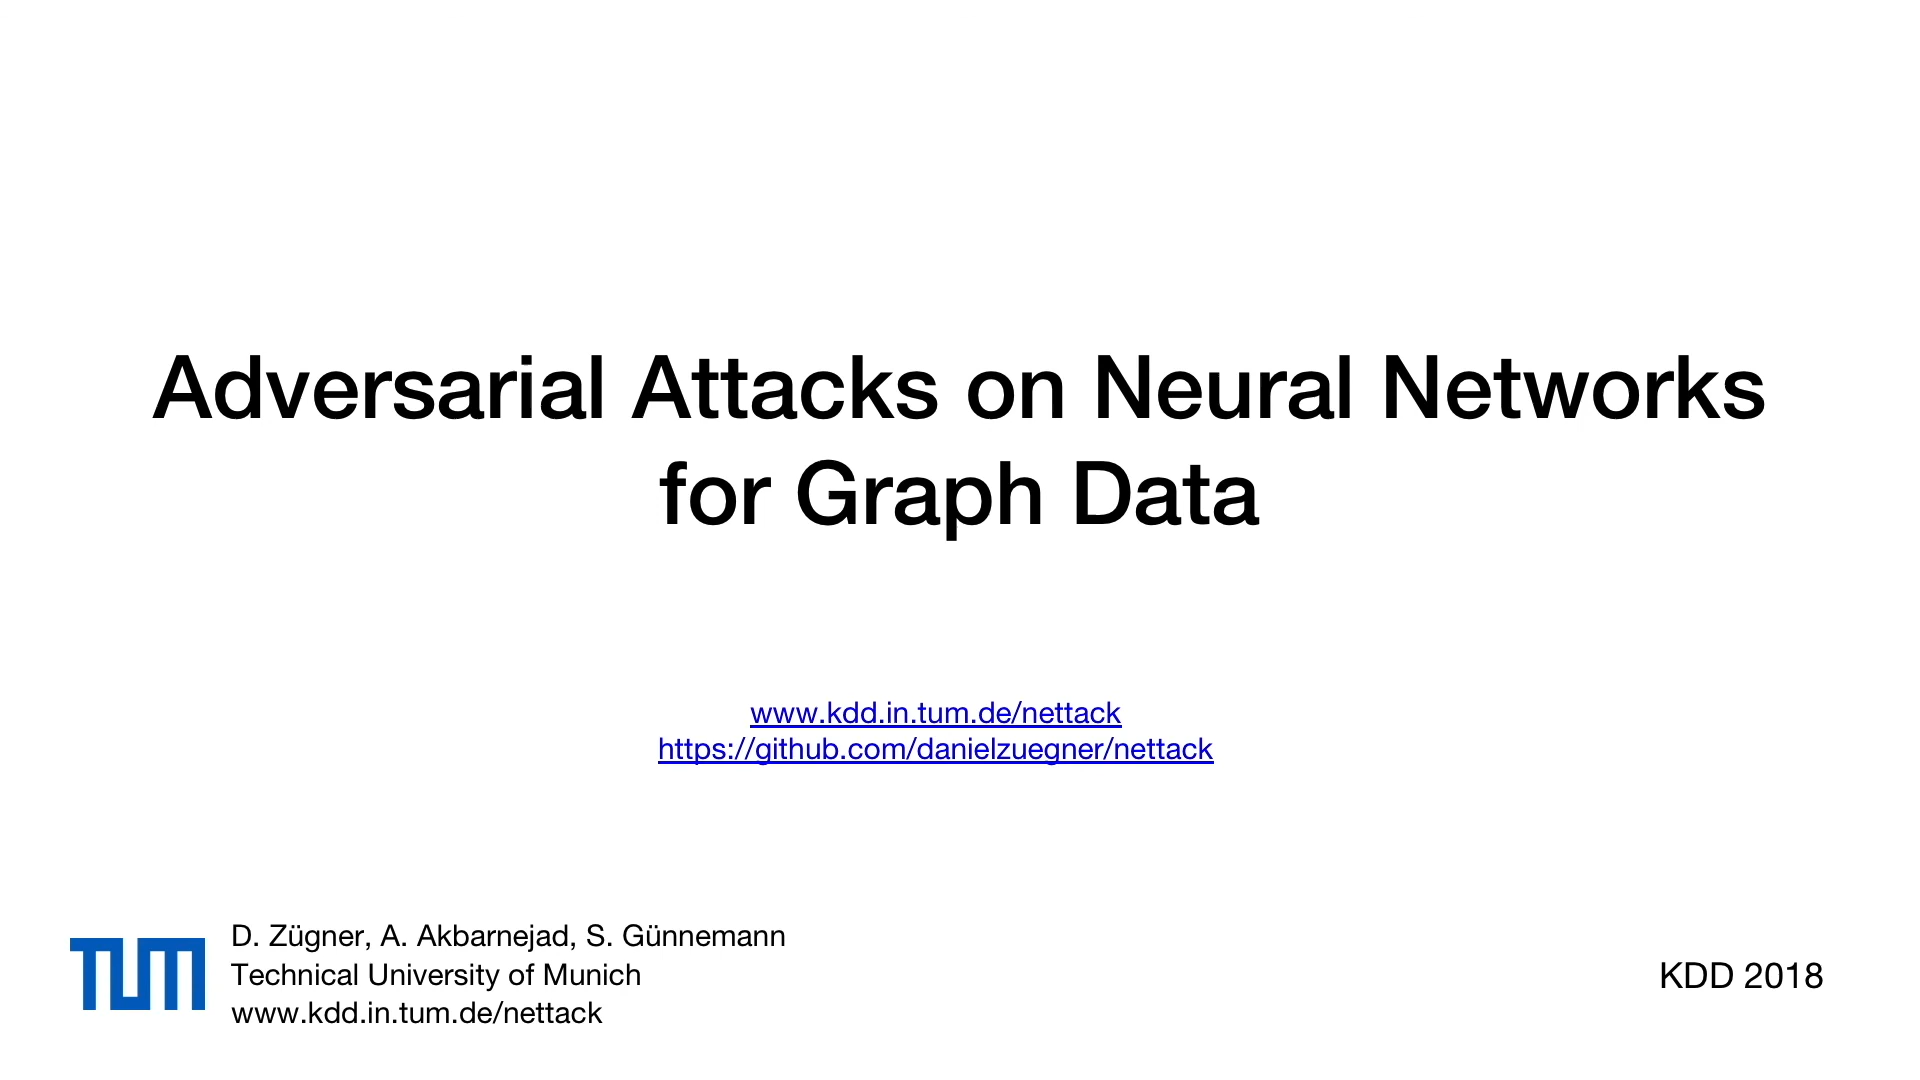 Adversarial Attacks on Neural Networks
for Graph Data
www.kdd.in.tum.de/nettack
https://github.com/danielzuegner/nettack
TUM
D. Zügner, A. Akbarnejad, S. Günnemann
Technical University of Munich
www.kdd.in.tum.de/nettack
KDD 2018